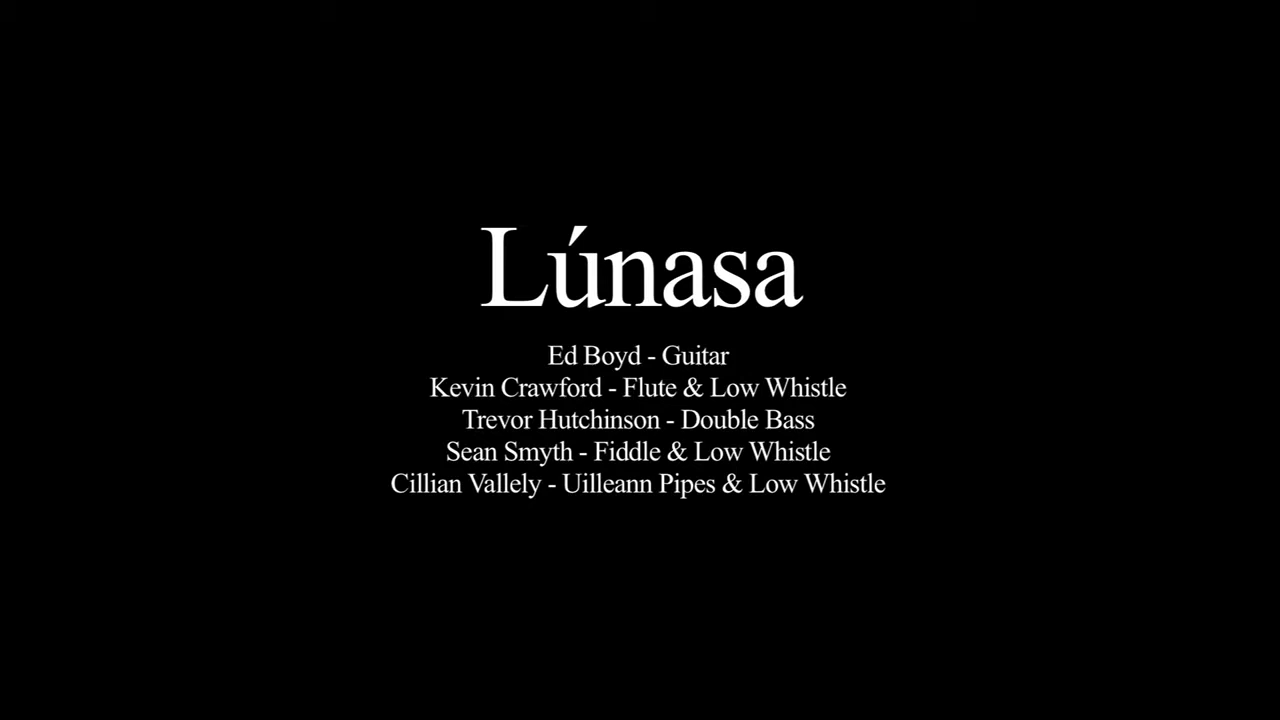 Lúnasa
Ed Boyd - Guitar
Kevin Crawford - Flute & Low Whistle
Trevor Hutchinson - Double Bass
Sean Smyth - Fiddle & Low Whistle
Cillian Vallely - Uilleann Pipes & Low Whistle